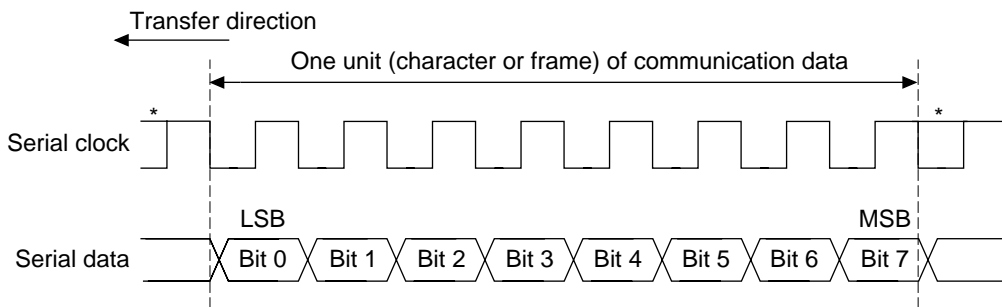 Transfer direction
One unit (character or frame) of communication data
* *
Serial clock
LSB MSB
Serial data Bit 0 Bit 1 Bit 2 Bit 3 Bit 4 Bit 5 Bit 6 Bit 7